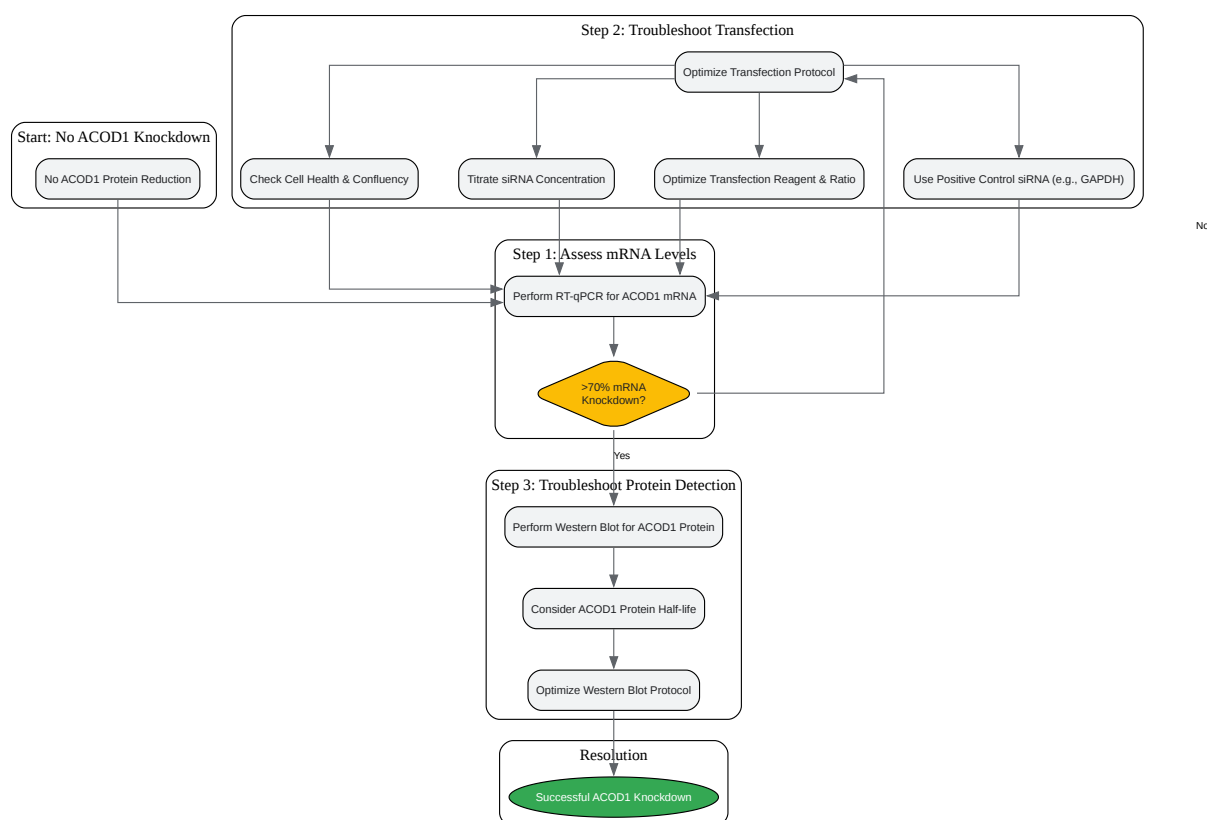 Step 2: Troubleshoot Transfection
Optimize Transfection Protocol
Start: No ACOD1 Knockdown
No ACOD1 Protein Reduction
Check Cell Health & Confluency
Titrate siRNA Concentration
Optimize Transfection Reagent & Ratio
Use Positive Control siRNA (e.g., GAPDH)
No
Step 1: Assess mRNA Levels
Perform RT-qPCR for ACOD1 mRNA
>70% mRNA
Knockdown?
Yes
Step 3: Troubleshoot Protein Detection
Perform Western Blot for ACOD1 Protein
Consider ACOD1 Protein Half-life
Optimize Western Blot Protocol
Resolution
Successful ACOD1 Knockdown